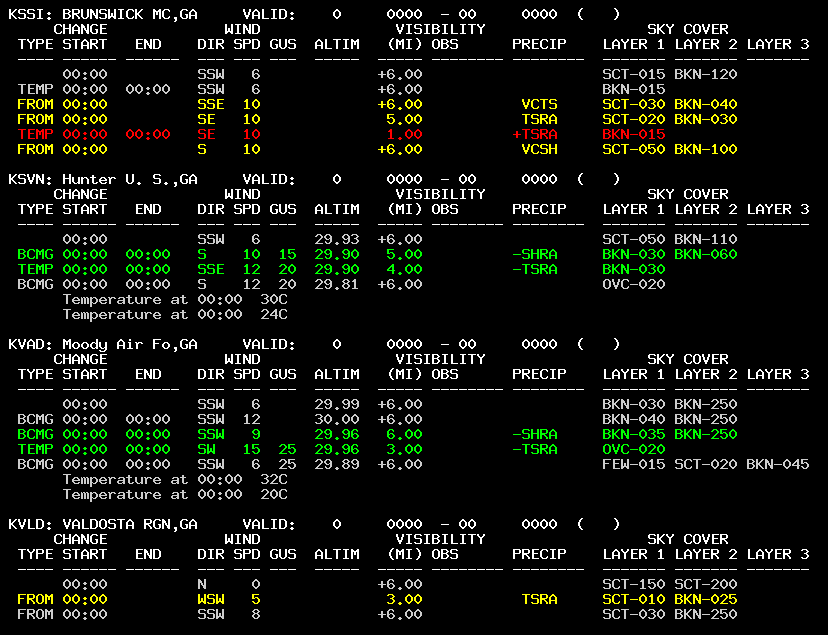 KSSI: BRUNSWICK MC,GA     VALID:    0     0000  - 00     0000  (   )
     CHANGE             WIND               VISIBILITY                  SKY COVER
 TYPE START   END    DIR SPD GUS  ALTIM   (MI) OBS      PRECIP    LAYER 1 LAYER 2 LAYER 3
 ---- ----- ------   --- --- ---  -----  ----- -------- --------  ------- ------- -------
      00:00          SSW   6             +6.00                    SCT-015 BKN-120
 TEMP 00:00  00:00   SSW   6             +6.00                    BKN-015
 FROM 00:00          SSE  10             +6.00           VCTS     SCT-030 BKN-040
 FROM 00:00          SE   10              5.00           TSRA     SCT-020 BKN-030
 TEMP 00:00  00:00   SE   10              1.00          +TSRA     BKN-015
 FROM 00:00          S    10             +6.00           VCSH     SCT-050 BKN-100
KSVN: Hunter U. S.,GA     VALID:    0     0000  - 00     0000  (   )
     CHANGE             WIND               VISIBILITY                  SKY COVER
 TYPE START   END    DIR SPD GUS  ALTIM   (MI) OBS      PRECIP    LAYER 1 LAYER 2 LAYER 3
 ---- ----- ------   --- --- ---  -----  ----- -------- --------  ------- ------- -------
      00:00          SSW   6      29.93  +6.00                    SCT-050 BKN-110
 BCMG 00:00  00:00   S    10  15  29.90   5.00          -SHRA     BKN-030 BKN-060
 TEMP 00:00  00:00   SSE  12  20  29.90   4.00          -TSRA     BKN-030
 BCMG 00:00  00:00   S    12  20  29.81  +6.00                    OVC-020
      Temperature at 00:00  30C
      Temperature at 00:00  24C
KVAD: Moody Air Fo,GA     VALID:    0     0000  - 00     0000  (   )
     CHANGE             WIND               VISIBILITY                  SKY COVER
 TYPE START   END    DIR SPD GUS  ALTIM   (MI) OBS      PRECIP    LAYER 1 LAYER 2 LAYER 3
 ---- ----- ------   --- --- ---  -----  ----- -------- --------  ------- ------- -------
      00:00          SSW   6      29.99  +6.00                    BKN-030 BKN-250
 BCMG 00:00  00:00   SSW  12      30.00  +6.00                    BKN-040 BKN-250
 BCMG 00:00  00:00   SSW   9      29.96   6.00          -SHRA     BKN-035 BKN-250
 TEMP 00:00  00:00   SW   15  25  29.96   3.00          -TSRA     OVC-020
 BCMG 00:00  00:00   SSW   6  25  29.89  +6.00                    FEW-015 SCT-020 BKN-045
      Temperature at 00:00  32C
      Temperature at 00:00  20C
KVLD: VALDOSTA RGN,GA     VALID:    0     0000  - 00     0000  (   )
     CHANGE             WIND               VISIBILITY                  SKY COVER
 TYPE START   END    DIR SPD GUS  ALTIM   (MI) OBS      PRECIP    LAYER 1 LAYER 2 LAYER 3
 ---- ----- ------   --- --- ---  -----  ----- -------- --------  ------- ------- -------
      00:00          N     0             +6.00                    SCT-150 SCT-200
 FROM 00:00          WSW   5              3.00           TSRA     SCT-010 BKN-025
 FROM 00:00          SSW   8             +6.00                    SCT-030 BKN-250